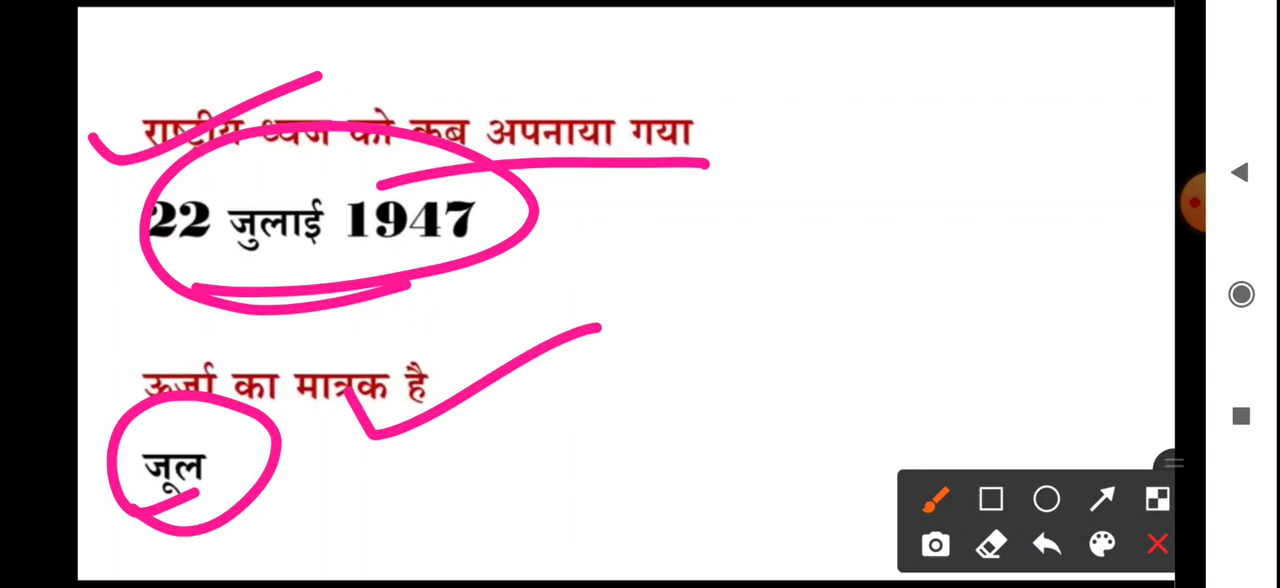 राष्ट्रीय ध्वज को कब अपनाया गया
22 जुलाई 1947
ऊर्जा का मात्रक है
जूल